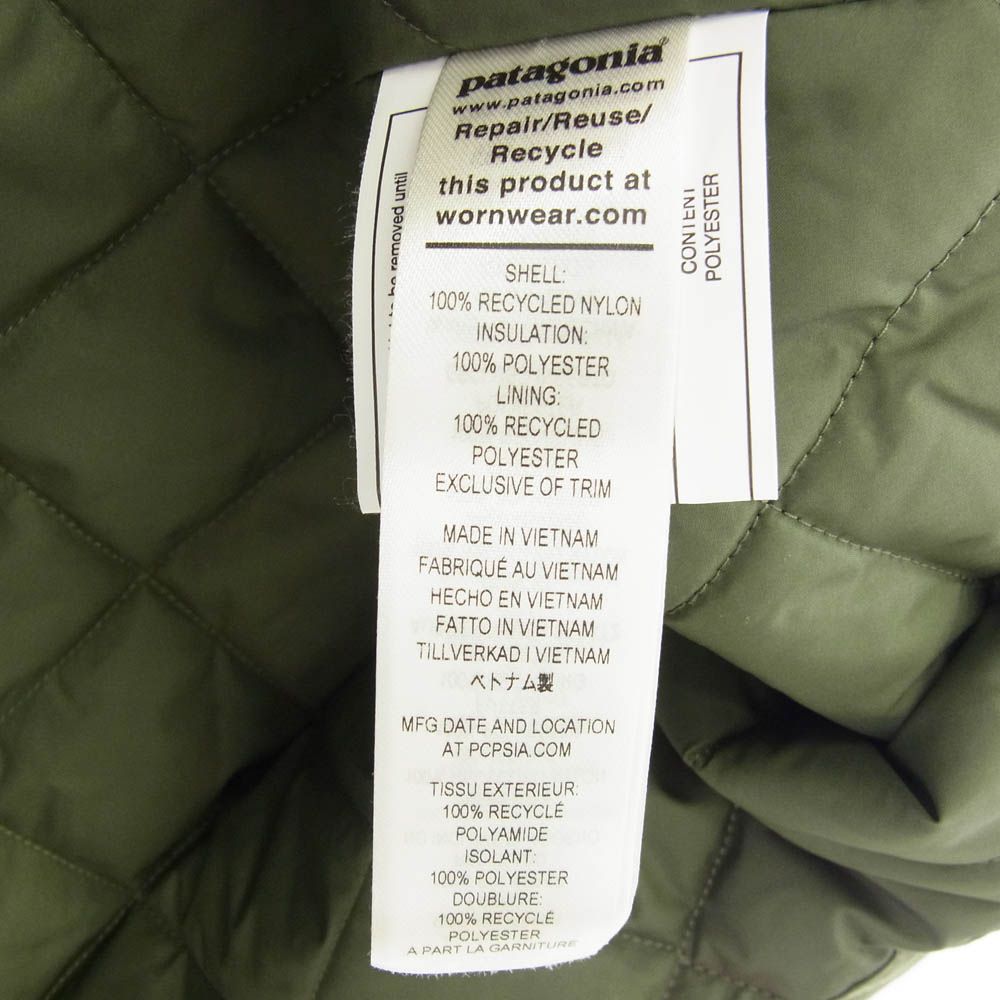 patagonia®
www.patagonia.com
Repair/Reuse/
Recycle
this product at
wornwear.com
SHELL:
100% RECYCLED NYLON
INSULATION:
100% POLYESTER
LINING:
100% RECYCLED
POLYESTER
EXCLUSIVE OF TRIM
MADE IN VIETNAM
FABRIQUÉ AU VIETNAM
HECHO EN VIETNAM
FATTO IN VIETNAM
TILLVERKAD I VIETNAM
ベトナム製
MFG DATE AND LOCATION
AT PCPSIA.COM
TISSU EXTERIEUR:
100% RECYCLÉ
POLYAMIDE
ISOLANT:
100% POLYESTER
DOUBLURE:
100% RECYCLÉ
POLYESTER
A PART LA GARNITURE
to be removed until
CONTENT
POLYESTER